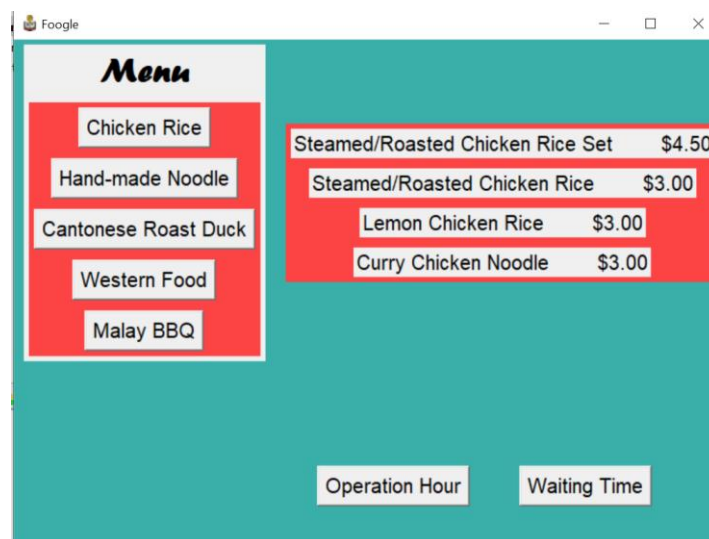 Foogle
Menu
Chicken Rice
Hand-made Noodle
Cantonese Roast Duck
Western Food
Malay BBQ
Steamed/Roasted Chicken Rice Set $4.50
Steamed/Roasted Chicken Rice $3.00
Lemon Chicken Rice $3.00
Curry Chicken Noodle $3.00
Operation Hour
Waiting Time